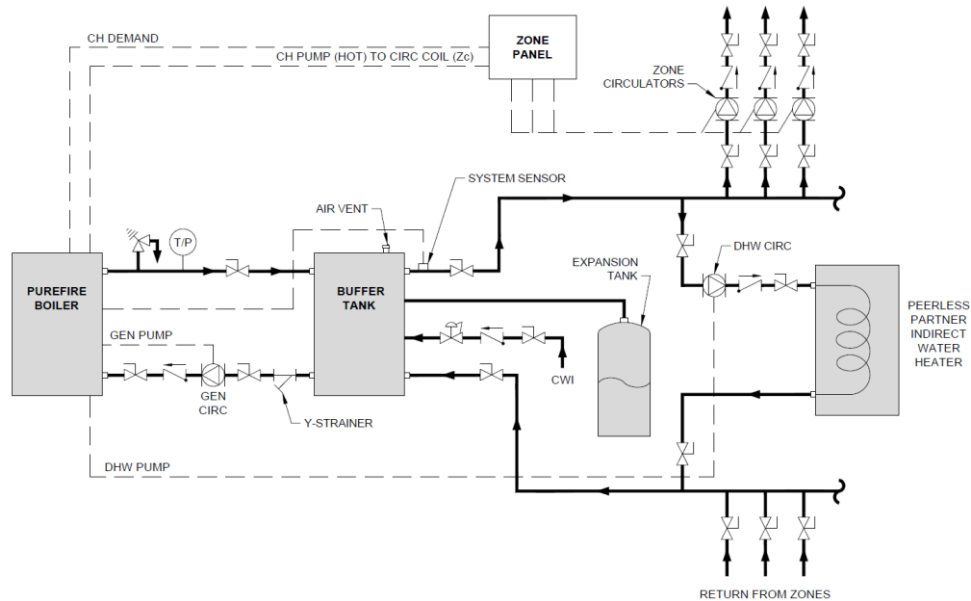 CH DEMAND
CH PUMP (HOT) TO CIRC COIL (Zc)
ZONE
PANEL
ZONE
CIRCULATORS
SYSTEM SENSOR
AIR VENT
T/P
DHW CIRC
EXPANSION
TANK
PUREFIRE
BOILER
BUFFER
TANK
PEERLESS
PARTNER
INDIRECT
WATER
HEATER
GEN PUMP
GEN
CIRC
CWI
Y-STRAINER
DHW PUMP
RETURN FROM ZONES